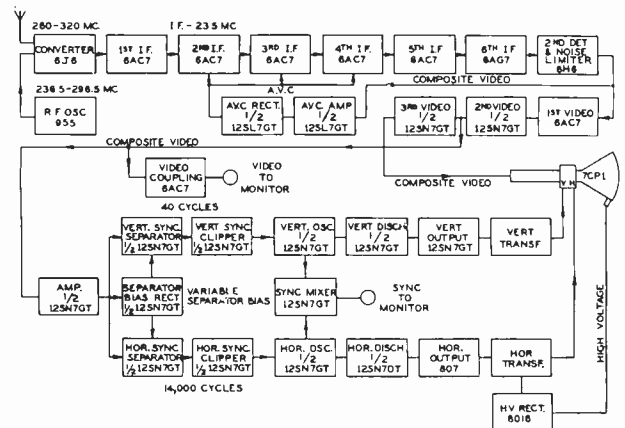 280-320 MC.
I.F.- 23.5 MC.
CONVERTER
6J6
1ST I.F.
6AC7
2ND I.F.
6AC7
3RD I.F
6AC7
4TH I.F.
6AC7
5TH I.F
6AC7
6TH I.F
6AG7
2ND DET
& NOISE
LIMITER
6H6
236.5-296.5 MC
R F OSC
955
A.V.C
COMPOSITE VIDEO
AVC RECT.
1/2
12SL7GT
AVC AMP
1/2
12SL7GT
3RD VIDEO
1/2
12SN7GT
2ND VIDEO
1/2
12SN7GT
1ST VIDEO
6AC7
COMPOSITE VIDEO
VIDEO
COUPLING
6AC7
VIDEO
TO
MONITOR
COMPOSITE VIDEO
V H
7CP1
40 CYCLES
VERT. SYNC.
SEPARATOR
1/2 12SN7GT
VERT. SYNC.
CLIPPER
1/2 12SN7GT
VERT. OSC.
1/2
12SN7GT
VERT DISCH
1/2
12SN7GT
VERT
OUTPUT
12SN7GT
VERT
TRANSF
AMP.
1/2
12SN7GT
SEPARATOR
BIAS RECT.
1/2 12SN7GT
VARIABLE
SEPARATOR BIAS
SYNC MIXER
12SN7GT
SYNC
TO
MONITOR
HIGH VOLTAGE
HOR. SYNC
SEPARATOR
1/2 12SN7GT
HOR. SYNC.
CLIPPER
1/2 12SN7GT
HOR. OSC.
1/2
12SN7GT
HOR. DISCH
1/2
12SN7GT
HOR.
OUTPUT
807
HOR
TRANSF.
14,000 CYCLES
HV RECT.
8016